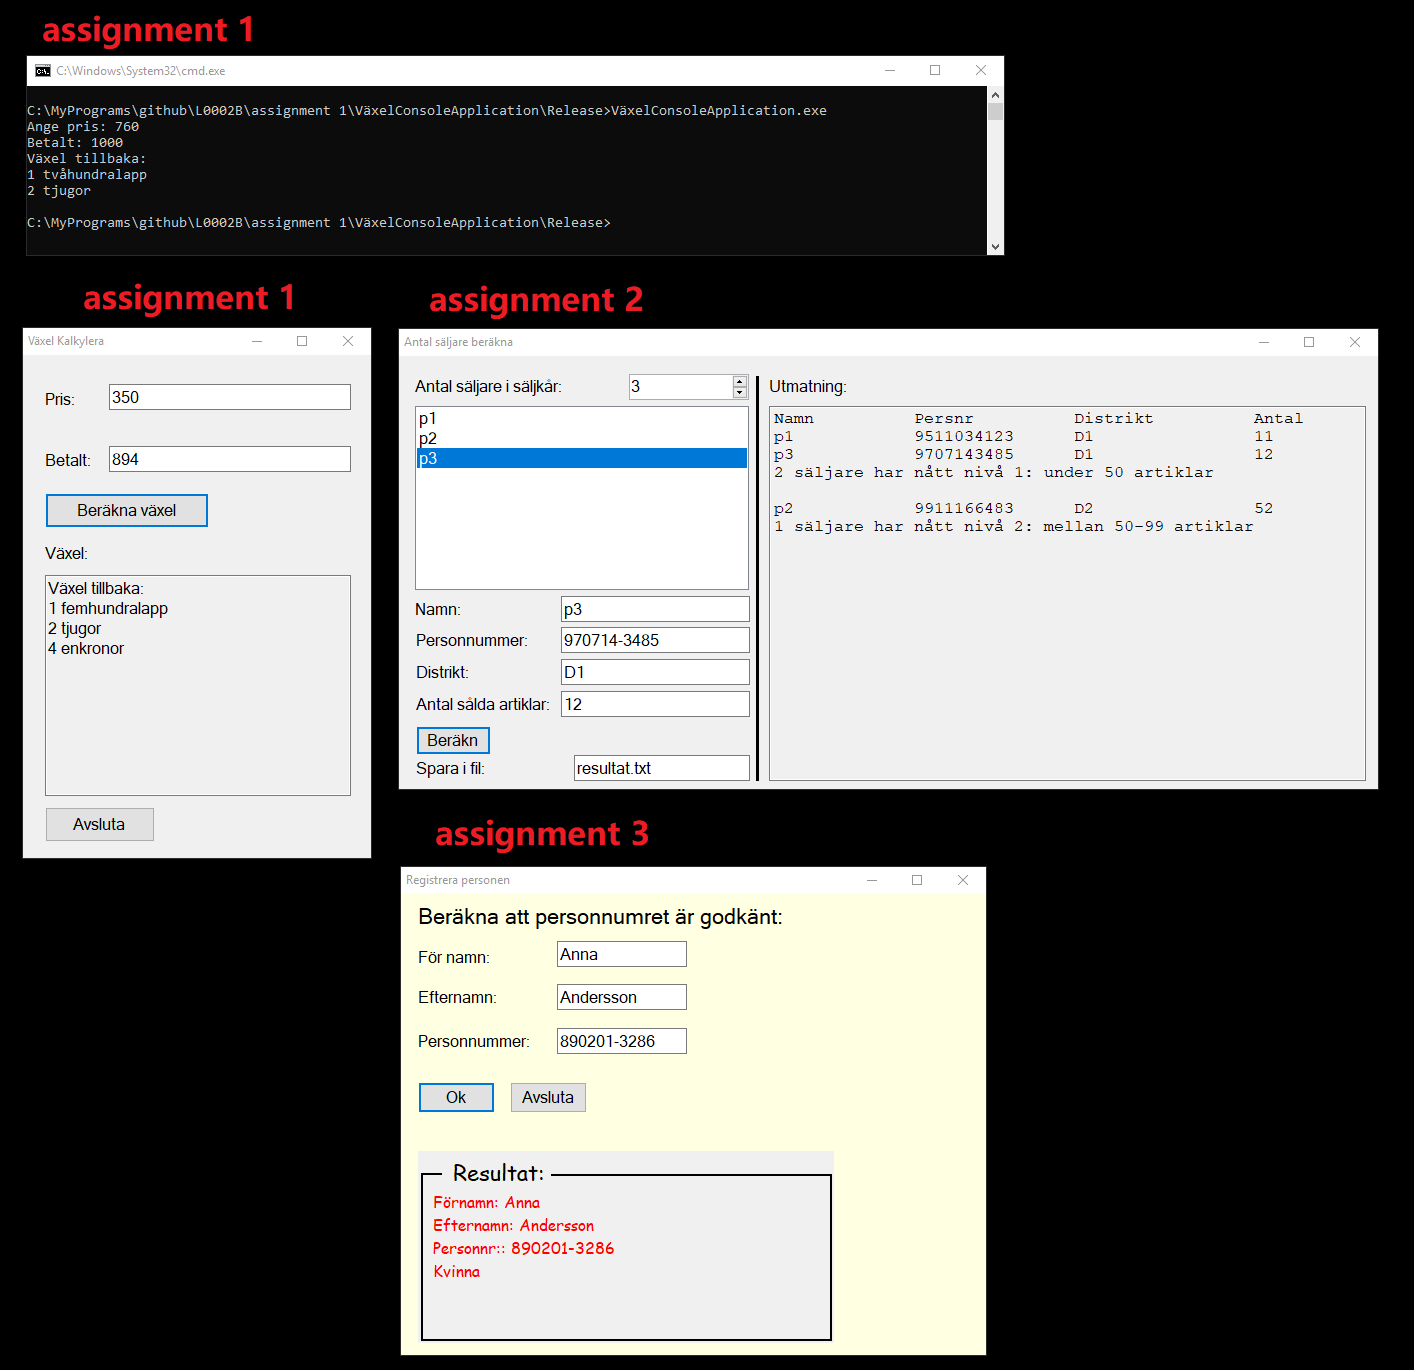 assignment 1
C:\Windows\System32\cmd.exe
C:\MyPrograms\github\L0002B\assignment 1\VäxelConsoleApplication\Release>VäxelConsoleApplication.exe
Ange pris: 760
Betalt: 1000
Växel tillbaka:
1 tvåhundralapp
2 tjugor
C:\MyPrograms\github\L0002B\assignment 1\VäxelConsoleApplication\Release>
assignment 1
Växel Kalkylera
Pris: 350
Betalt: 894
Beräkna växel
Växel:
Växel tillbaka:
1 femhundralapp
2 tjugor
4 enkronor
Avsluta
assignment 2
Antal säljare beräkna
Antal säljare i säljkår: 3
p1
p2
p3
Namn: p3
Personnummer: 970714-3485
Distrikt: D1
Antal sålda artiklar: 12
Beräkn
Spara i fil: resultat.txt
Utmatning:
Namn Persnr Distrikt Antal
p1 9511034123 D1 11
p3 9707143485 D1 12
2 säljare har nått nivå 1: under 50 artiklar
p2 9911166483 D2 52
1 säljare har nått nivå 2: mellan 50-99 artiklar
assignment 3
Registrera personen
Beräkna att personnumret är godkänt:
För namn: Anna
Efternamn: Andersson
Personnummer: 890201-3286
Ok Avsluta
Resultat:
Förnamn: Anna
Efternamn: Andersson
Personnr:: 890201-3286
Kvinna